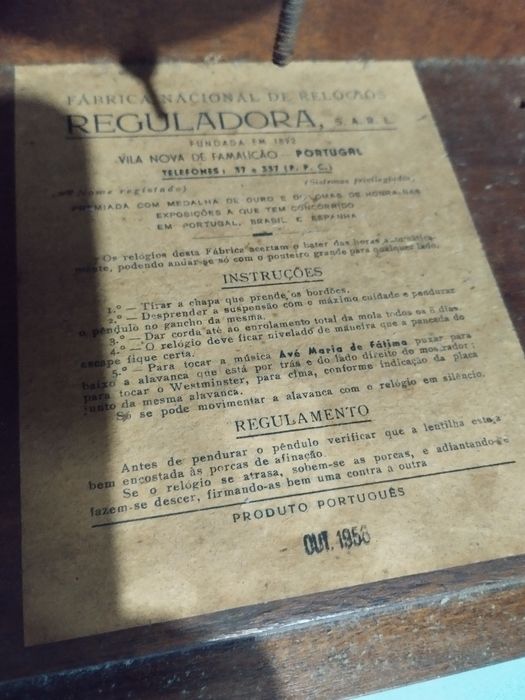 FÁBRICA NACIONAL DE RELÓGIOS
REGULADORA, S.A.R.L.
FUNDADA EM 1892
VILA NOVA DE FAMALICÃO - PORTUGAL
TELEFONES: 37 e 337 (P. P. C.)
(Nome registado) (Sistemas privilegiados)
PREMIADA COM MEDALHA DE OURO E DIPLOMAS DE HONRA NAS
EXPOSIÇÕES A QUE TEM CONCORRIDO
EM PORTUGAL, BRASIL E ESPANHA
Os relógios desta Fábrica acertam o bater das horas automàtica-
mente, podendo andar-se só com o ponteiro grande para qualquer lado.
INSTRUÇÕES
1.º — Tirar a chapa que prende os bordões.
2.º — Desprender a suspensão com o máximo cuidado e pendurar
o pêndulo no gancho da mesma.
3.º — Dar corda até ao enrolamento total da mola todos os 8 dias.
4.º — O relógio deve ficar nivelado de maneira que a pancada do
escape fique certa.
5.º — Para tocar a música Avé Maria de Fátima puxar para
baixo a alavanca que está por trás e do lado direito do mostrador;
para tocar o Westminster, para cima, conforme indicação da placa
junto da mesma alavanca.
Só se pode movimentar a alavanca com o relógio em silêncio.
REGULAMENTO
Antes de pendurar o pêndulo verificar que a lentilha esteja
bem encostada às porcas de afinação.
Se o relógio se atrasa, sobem-se as porcas, e adiantando-se
fazem-se descer, firmando-as bem uma contra a outra
PRODUTO PORTUGUÊS
OUT. 1956